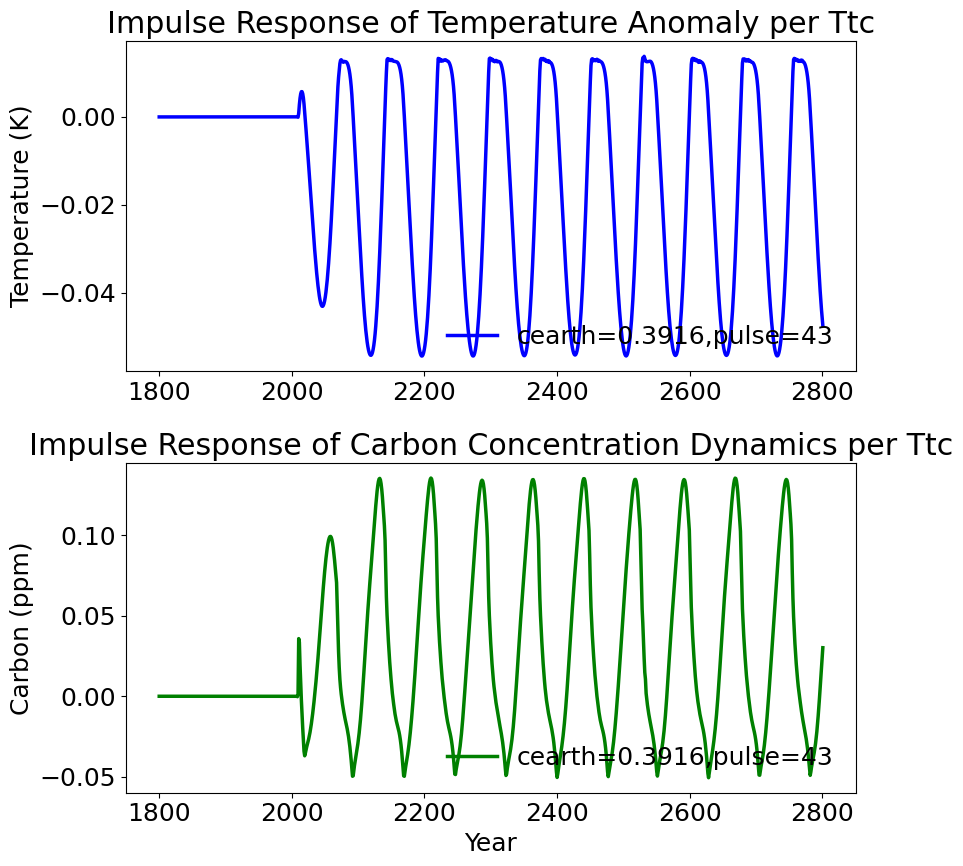 Impulse Response of Temperature Anomaly per Ttc
Temperature (K)
0.00
−0.02
−0.04
cearth=0.3916,pulse=43
1800 2000 2200 2400 2600 2800
Impulse Response of Carbon Concentration Dynamics per Ttc
Carbon (ppm)
0.10
0.05
0.00
−0.05
cearth=0.3916,pulse=43
1800 2000 2200 2400 2600 2800
Year